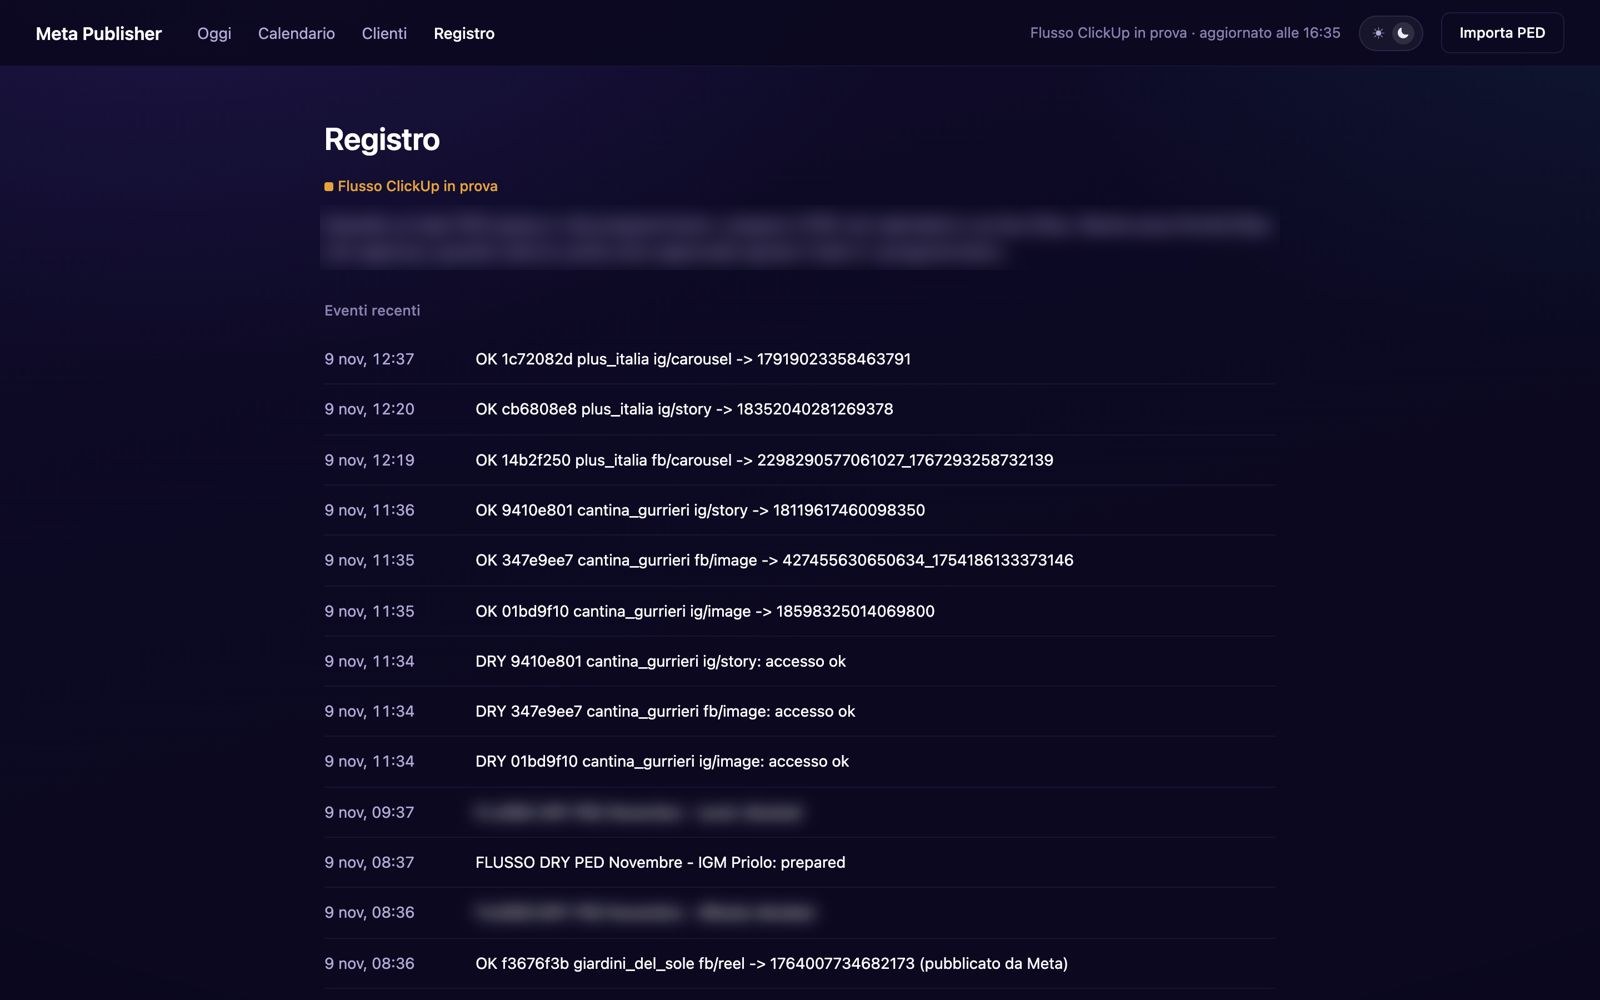 Meta Publisher
Oggi
Calendario
Clienti
Registro
Flusso ClickUp in prova · aggiornato alle 16:35
Importa PED
Registro
Flusso ClickUp in prova
Eventi recenti
9 nov, 12:37 OK 1c72082d plus_italia ig/carousel -> 17919023358463791
9 nov, 12:20 OK cb6808e8 plus_italia ig/story -> 18352040281269378
9 nov, 12:19 OK 14b2f250 plus_italia fb/carousel -> 2298290577061027_1767293258732139
9 nov, 11:36 OK 9410e801 cantina_gurrieri ig/story -> 18119617460098350
9 nov, 11:35 OK 347e9ee7 cantina_gurrieri fb/image -> 427455630650634_1754186133373146
9 nov, 11:35 OK 01bd9f10 cantina_gurrieri ig/image -> 18598325014069800
9 nov, 11:34 DRY 9410e801 cantina_gurrieri ig/story: accesso ok
9 nov, 11:34 DRY 347e9ee7 cantina_gurrieri fb/image: accesso ok
9 nov, 11:34 DRY 01bd9f10 cantina_gurrieri ig/image: accesso ok
9 nov, 09:37
9 nov, 08:37 FLUSSO DRY PED Novembre - IGM Priolo: prepared
9 nov, 08:36
9 nov, 08:36 OK f3676f3b giardini_del_sole fb/reel -> 1764007734682173 (pubblicato da Meta)